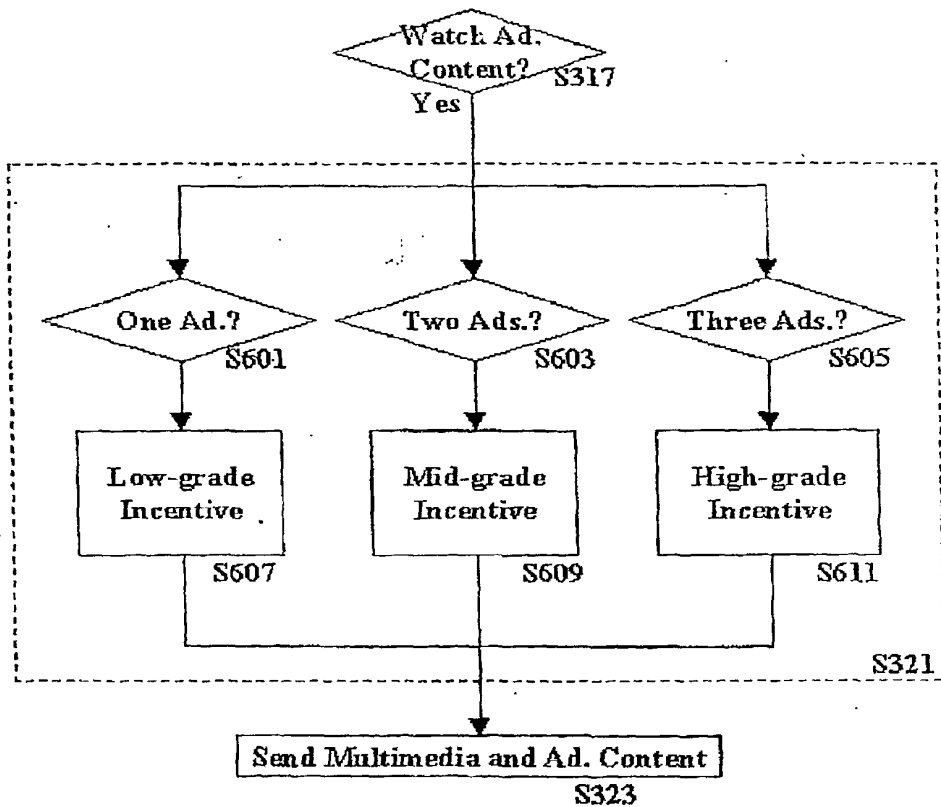 Watch Ad.
Content?
S317
Yes
One Ad.?
S601
Two Ads.?
S603
Three Ads.?
S605
Low-grade
Incentive
S607
Mid-grade
Incentive
S609
High-grade
Incentive
S611
S321
Send Multimedia and Ad. Content
S323